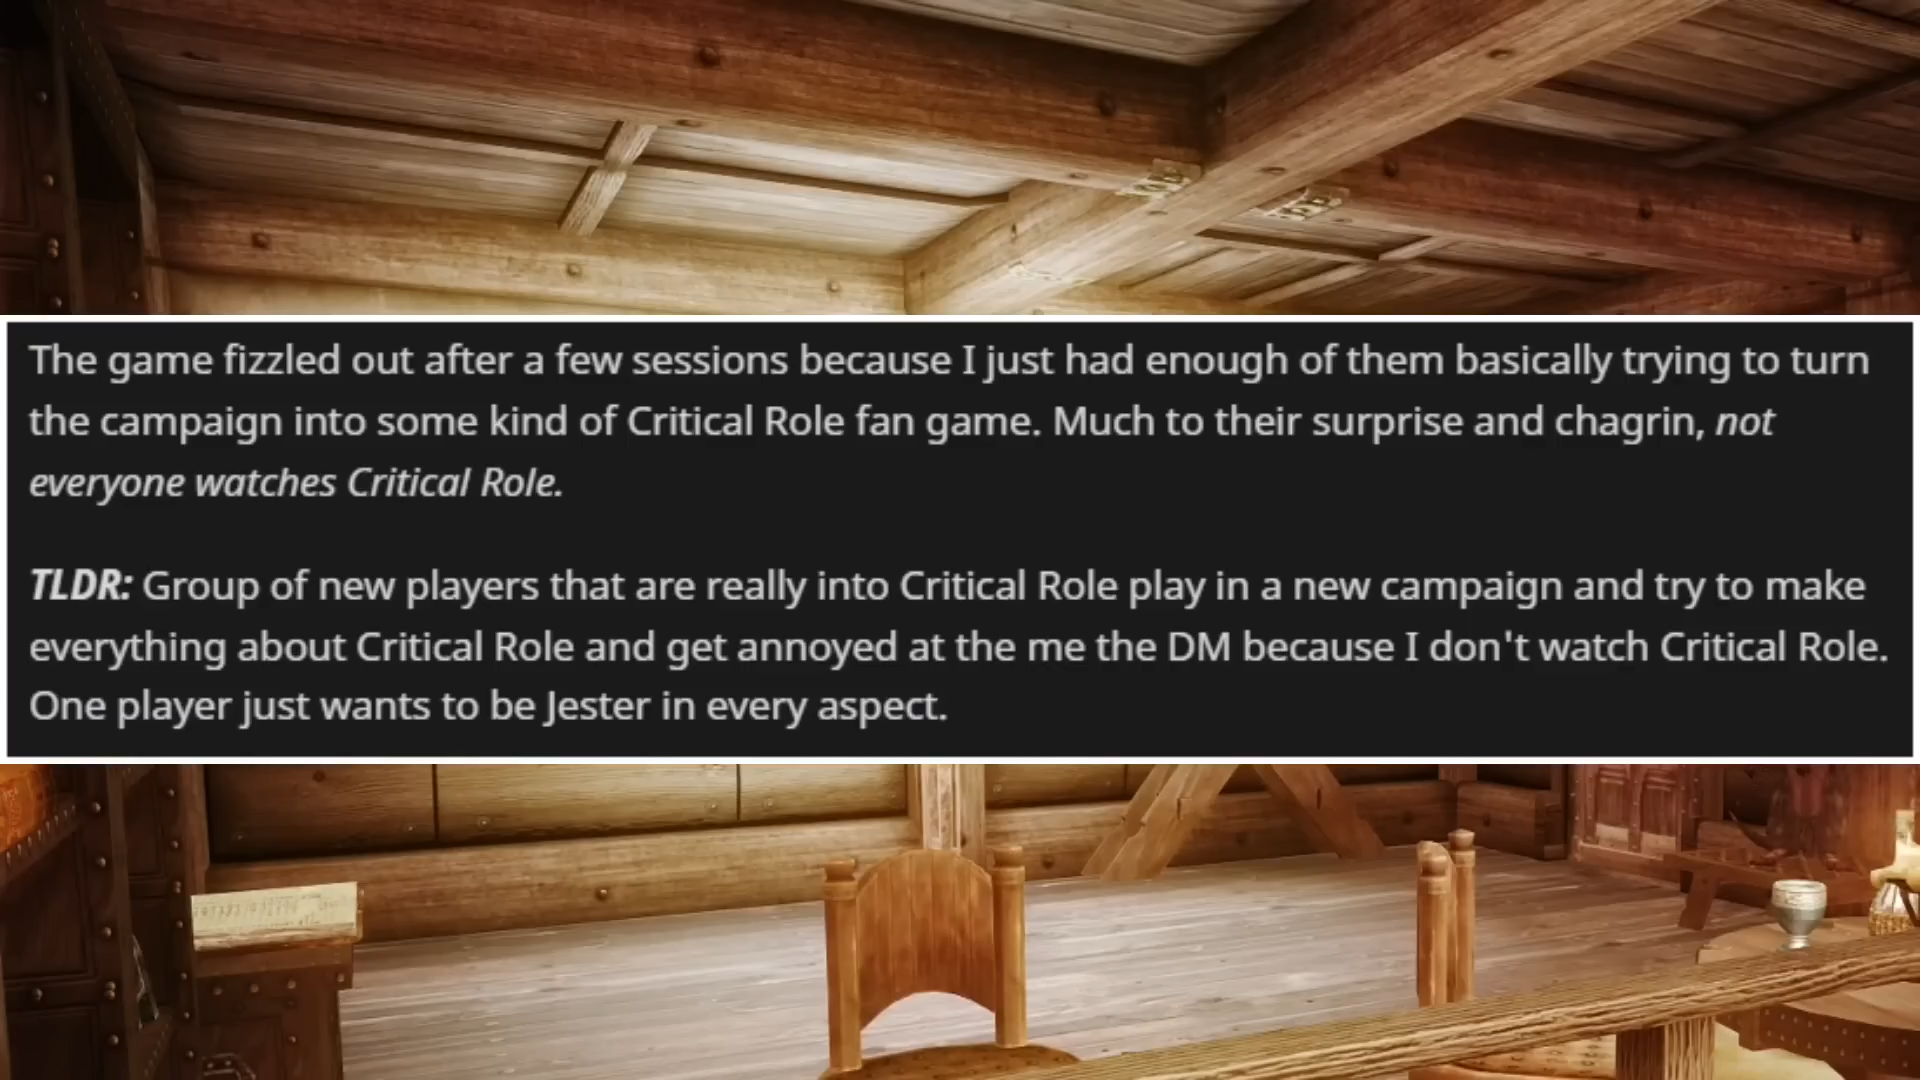 The game fizzled out after a few sessions because I just had enough of them basically trying to turn
the campaign into some kind of Critical Role fan game. Much to their surprise and chagrin, not
everyone watches Critical Role.
TLDR: Group of new players that are really into Critical Role play in a new campaign and try to make
everything about Critical Role and get annoyed at the me the DM because I don't watch Critical Role.
One player just wants to be Jester in every aspect.